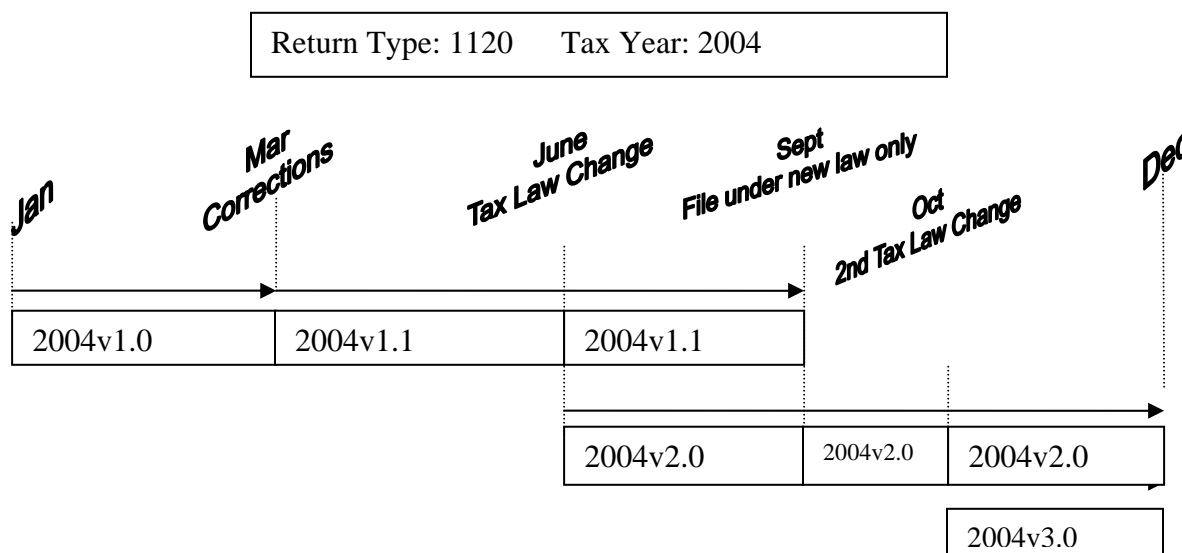 Return Type: 1120 Tax Year: 2004
Jan
Mar
Corrections
June
Tax Law Change
Sept
File under new law only
Oct
2nd Tax Law Change
Dec
2004v1.0
2004v1.1
2004v1.1
2004v2.0
2004v2.0
2004v2.0
2004v3.0